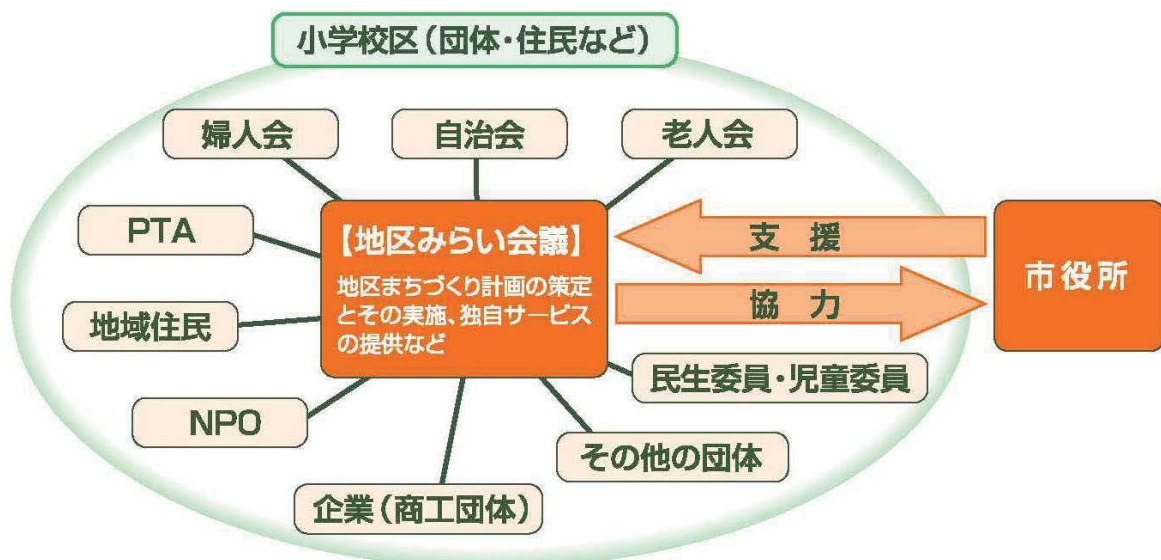 小学校区（団体・住民など）
婦人会
自治会
老人会
PTA
【地区みらい会議】
地区まちづくり計画の策定
とその実施、独自サービス
の提供など
支 援
協 力
市役所
地域住民
民生委員・児童委員
NPO
その他の団体
企業（商工団体）